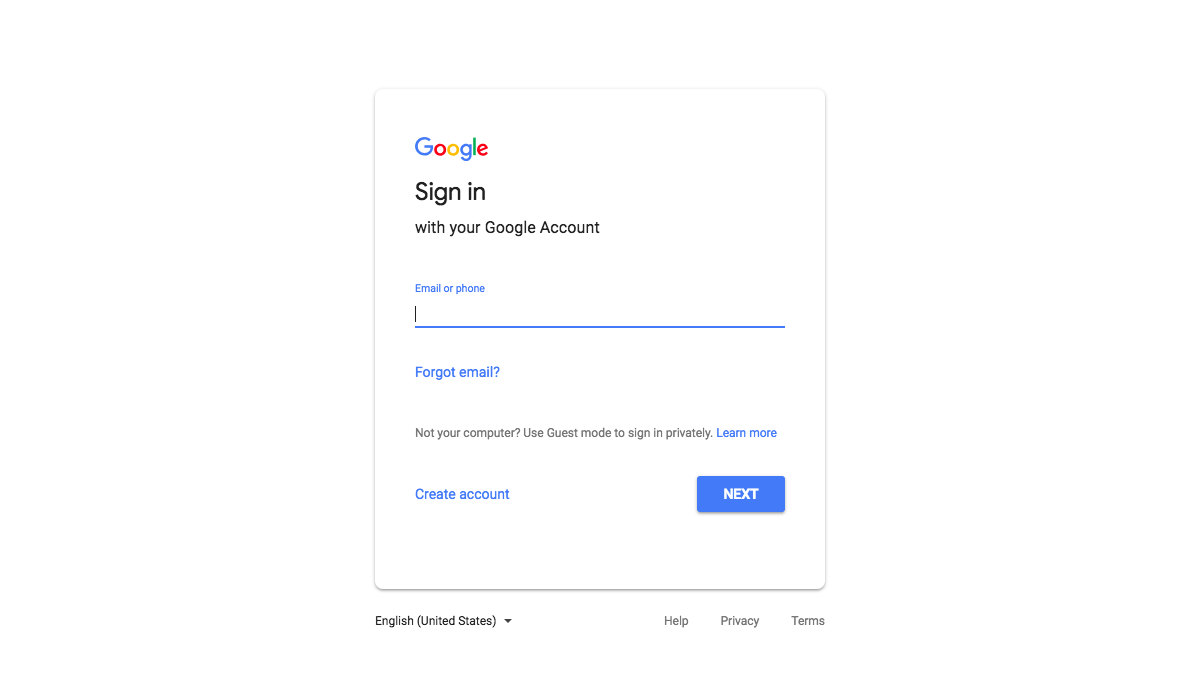 Google
Sign in
with your Google Account
Email or phone
Forgot email?
Not your computer? Use Guest mode to sign in privately. Learn more
Create account
NEXT
English (United States)
Help
Privacy
Terms